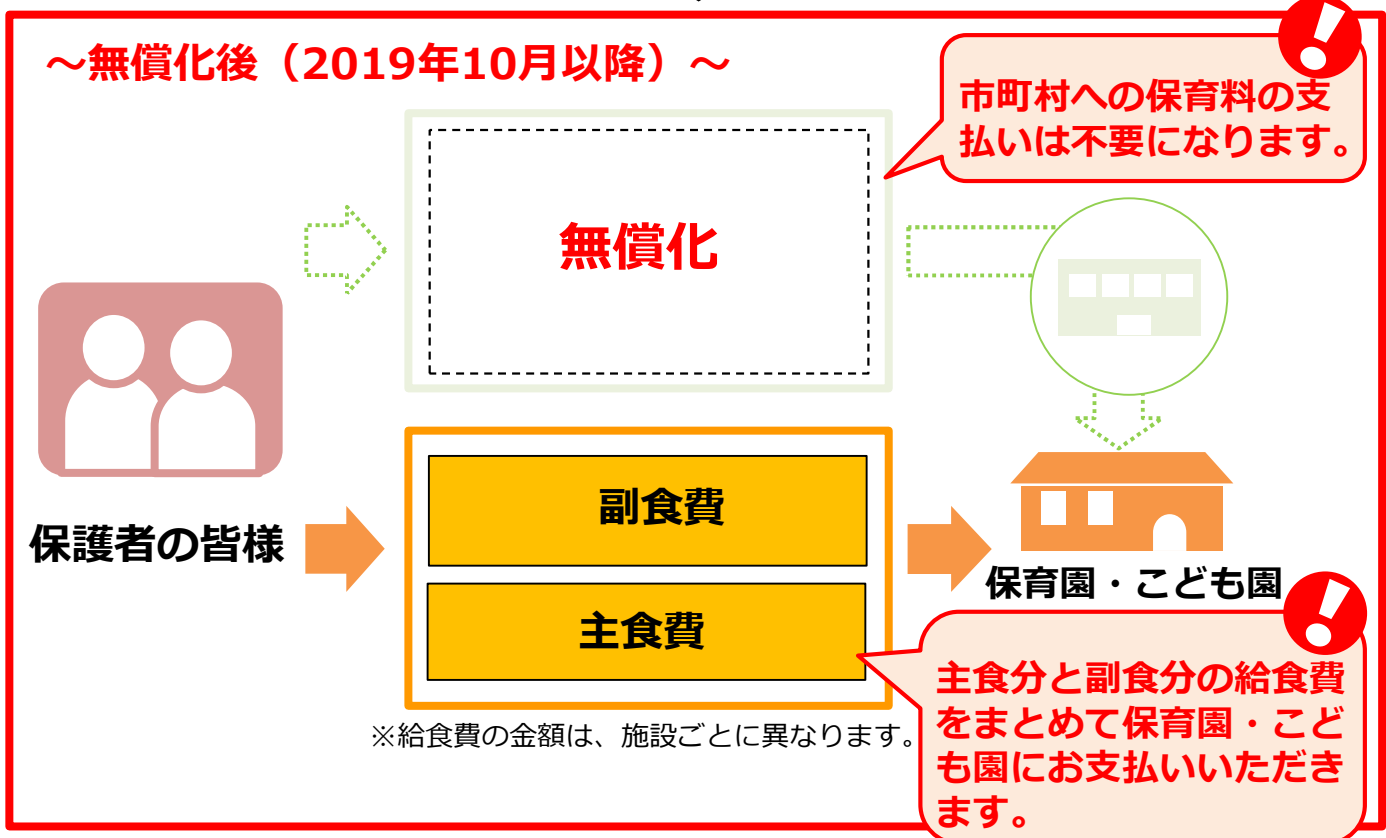 ～無償化後（2019年10月以降）～
市町村への保育料の支
払いは不要になります。
無償化
保護者の皆様
副食費
主食費
保育園・こども園
※給食費の金額は、施設ごとに異なります。
主食分と副食分の給食費
をまとめて保育園・こど
も園にお支払いいただき
ます。